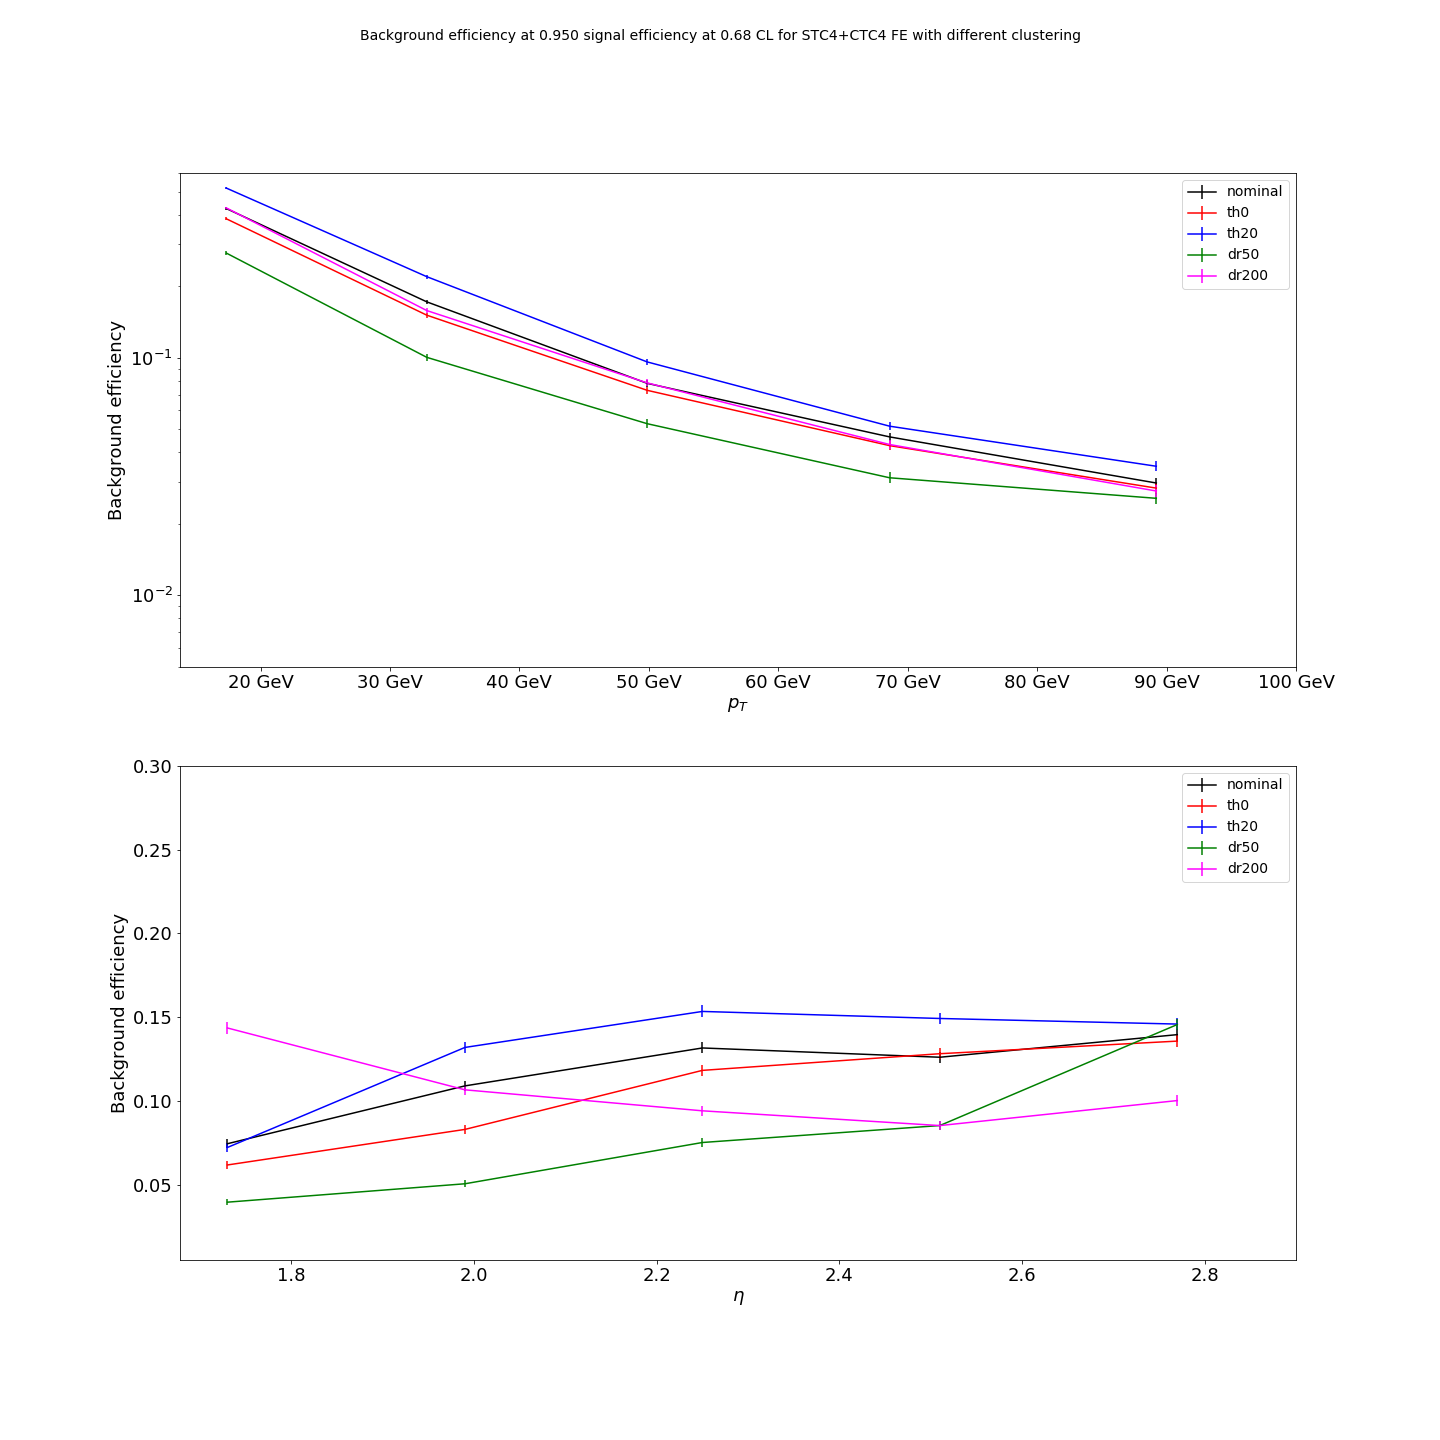 Background efficiency at 0.950 signal efficiency at 0.68 CL for STC4+CTC4 FE with different clustering
nominal
th0
th20
dr50
dr200
Background efficiency
10⁻¹
10⁻²
20 GeV 30 GeV 40 GeV 50 GeV 60 GeV 70 GeV 80 GeV 90 GeV 100 GeV
p_T
nominal
th0
th20
dr50
dr200
Background efficiency
0.30
0.25
0.20
0.15
0.10
0.05
1.8 2.0 2.2 2.4 2.6 2.8
η